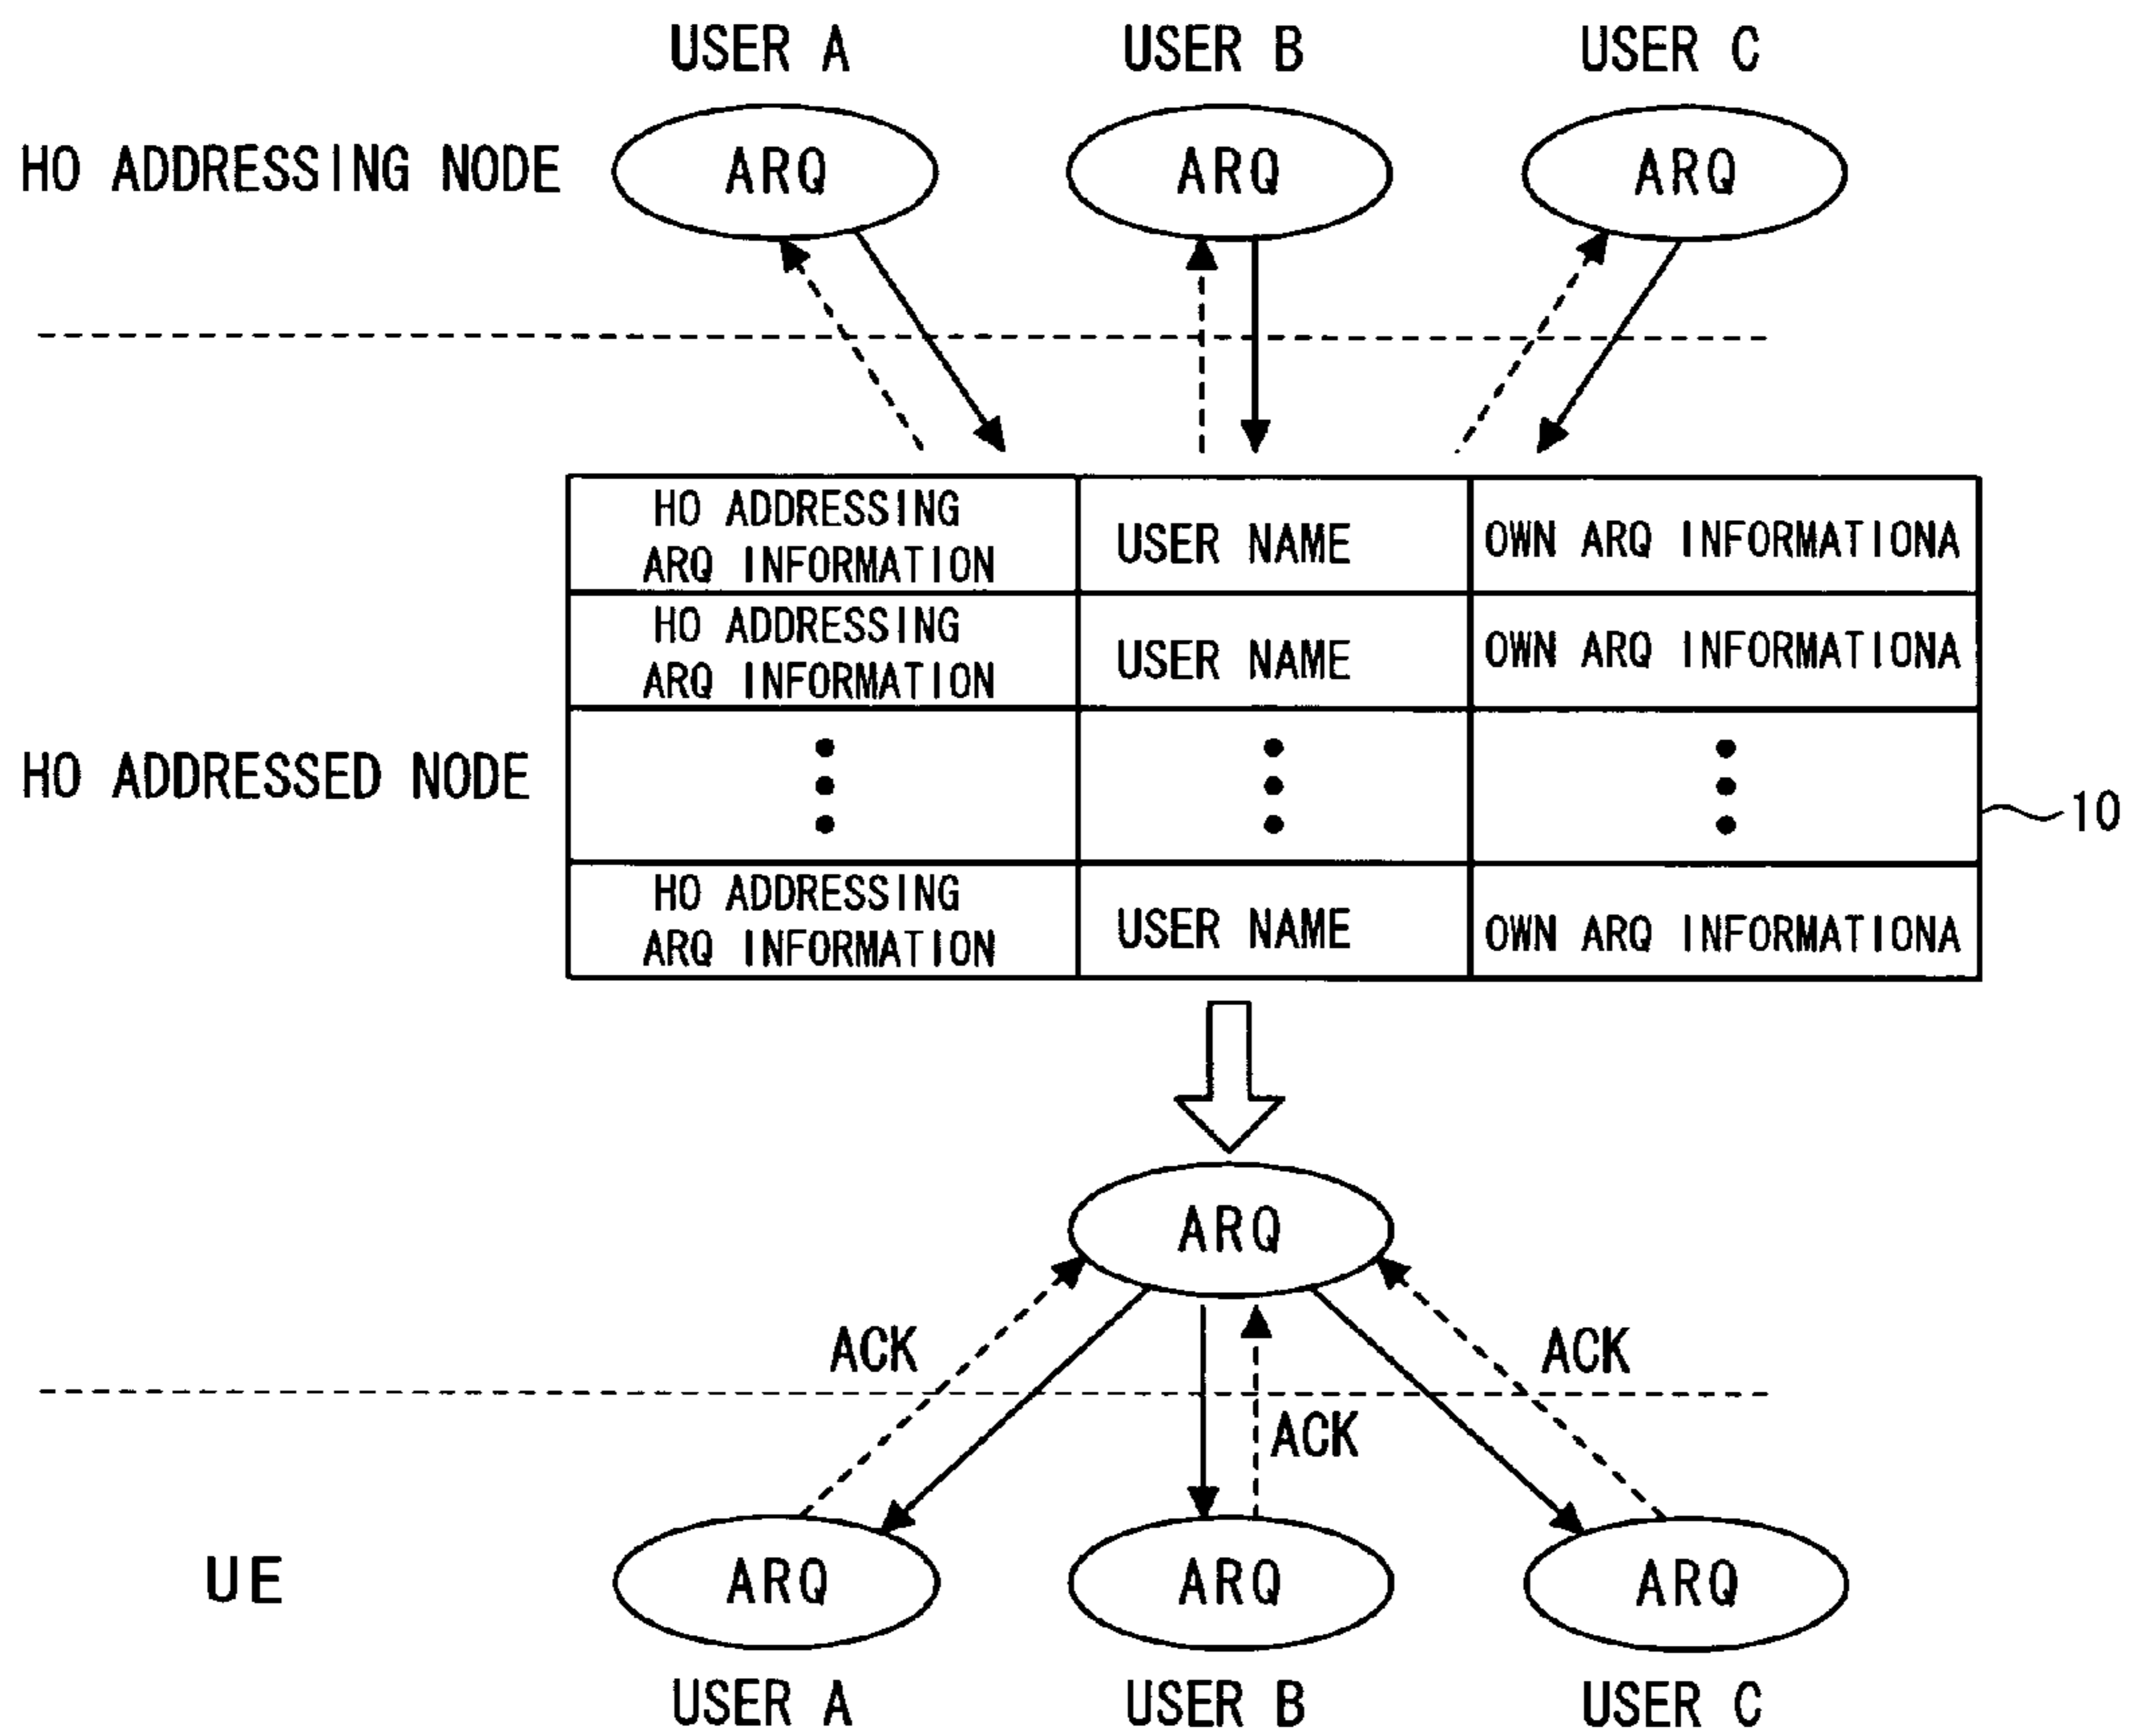 USER A
USER B
USER C
HO ADDRESSING NODE
ARQ
ARQ
ARQ
HO ADDRESSING
ARQ INFORMATION
USER NAME
OWN ARQ INFORMATIONA
HO ADDRESSING
ARQ INFORMATION
USER NAME
OWN ARQ INFORMATIONA
HO ADDRESSED NODE
10
HO ADDRESSING
ARQ INFORMATION
USER NAME
OWN ARQ INFORMATIONA
ARQ
ACK
ACK
ACK
UE
ARQ
ARQ
ARQ
USER A
USER B
USER C